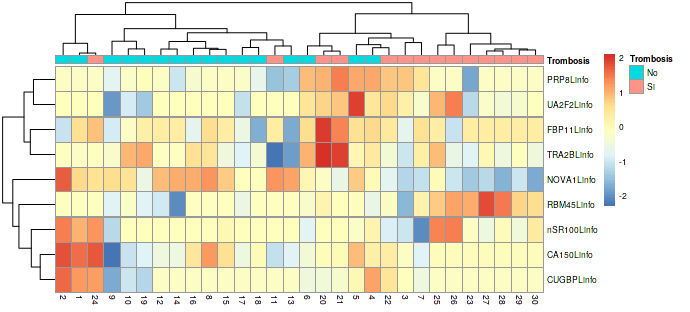 Trombosis
PRP8Linfo
UA2F2Linfo
FBP11Linfo
TRA2BLinfo
NOVA1Linfo
RBM45Linfo
nSR100Linfo
CA150Linfo
CUGBPLinfo
2 1 24 9 10 19 12 14 16 8 15 17 18 11 13 23 6 20 21 5 4 22 3 7 25 26 23 27 28 29 30
2
1
0
-1
-2
Trombosis
No
SI